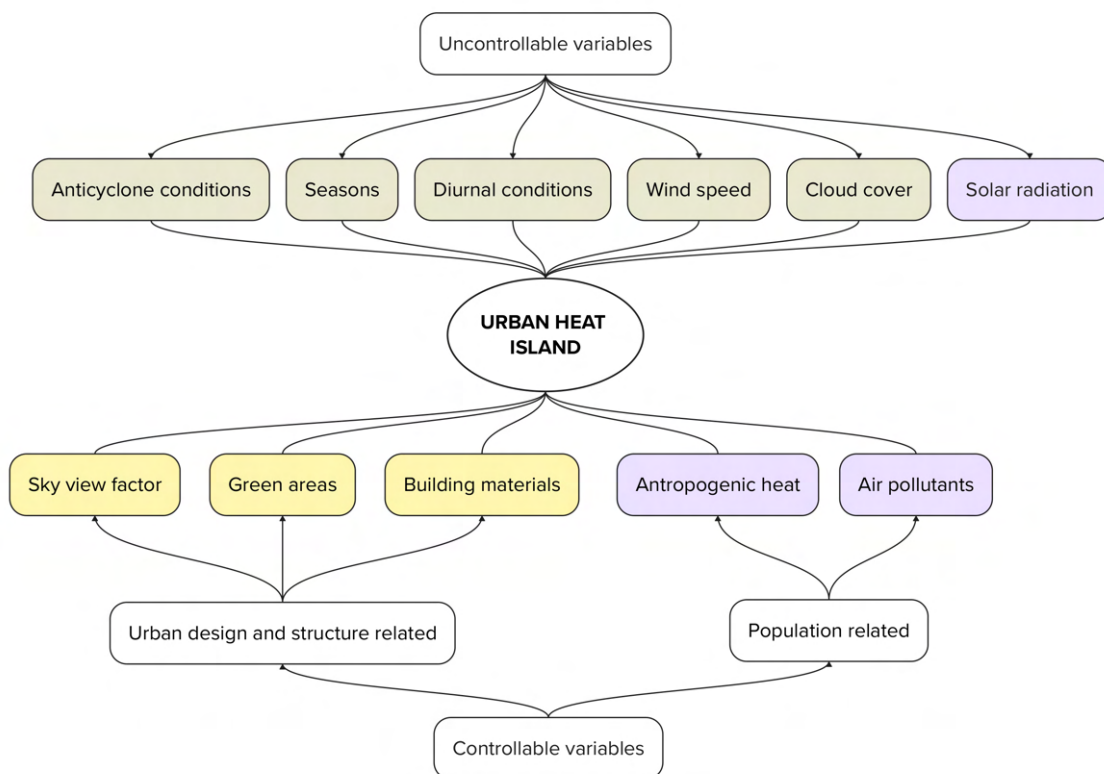 Uncontrollable variables
Anticyclone conditions
Seasons
Diurnal conditions
Wind speed
Cloud cover
Solar radiation
URBAN HEAT
ISLAND
Sky view factor
Green areas
Building materials
Antropogenic heat
Air pollutants
Urban design and structure related
Population related
Controllable variables